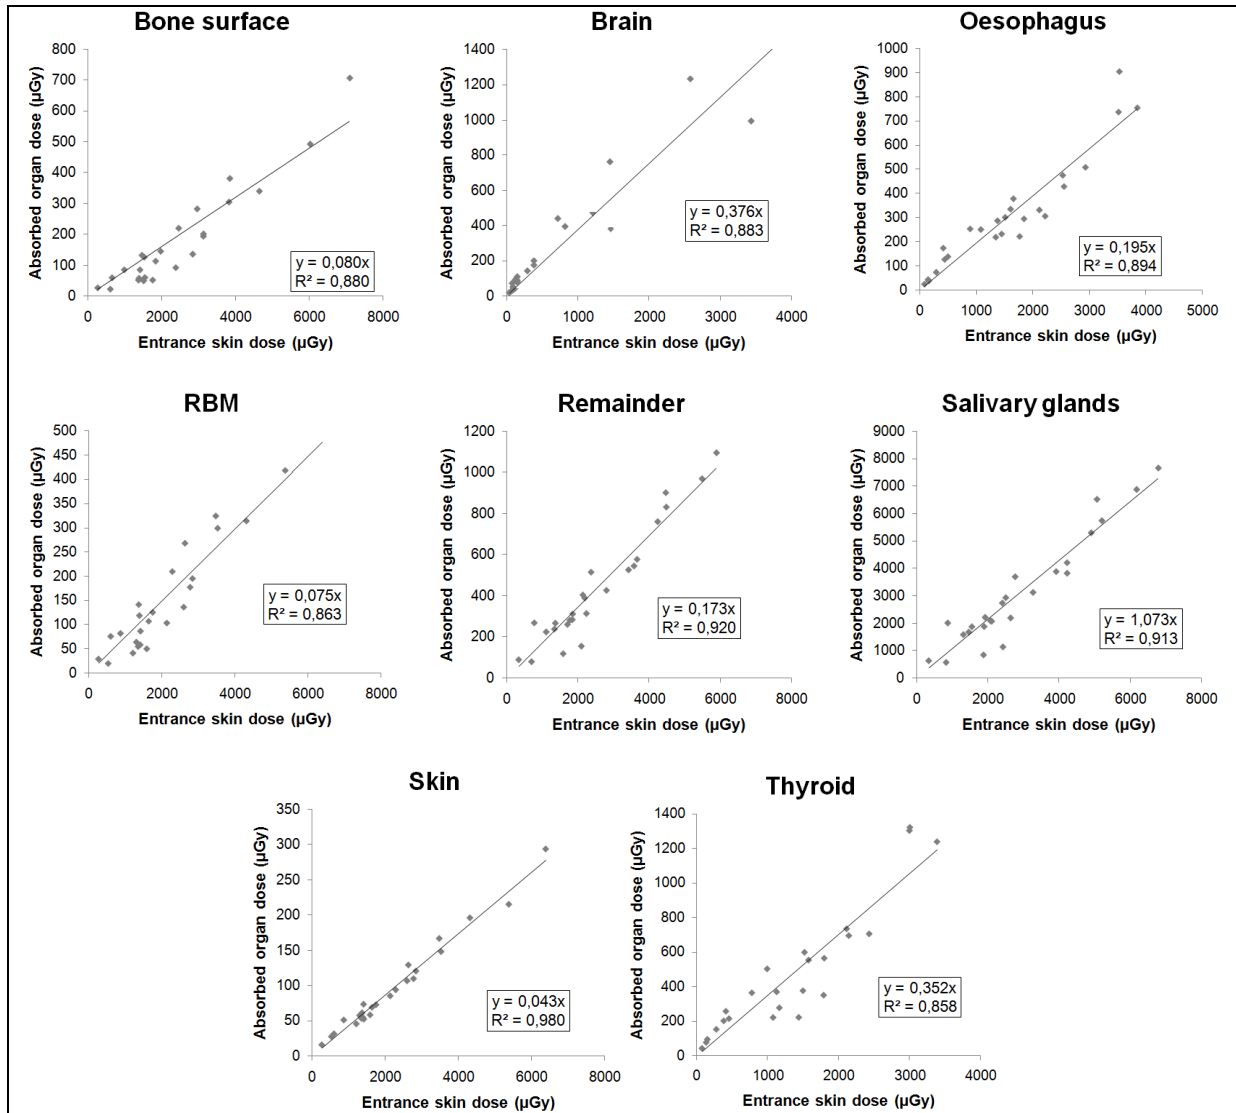 Bone surface
Absorbed organ dose (µGy)
800
700
600
500
400
300
200
100
0
y = 0,080x
R² = 0,880
0 2000 4000 6000 8000
Entrance skin dose (µGy)
Brain
Absorbed organ dose (µGy)
1400
1200
1000
800
600
400
200
0
y = 0,376x
R² = 0,883
0 1000 2000 3000 4000
Entrance skin dose (µGy)
Oesophagus
Absorbed organ dose (µGy)
1000
900
800
700
600
500
400
300
200
100
0
y = 0,195x
R² = 0,894
0 1000 2000 3000 4000 5000
Entrance skin dose (µGy)
RBM
Absorbed organ dose (µGy)
500
450
400
350
300
250
200
150
100
50
0
y = 0,075x
R² = 0,863
0 2000 4000 6000 8000
Entrance skin dose (µGy)
Remainder
Absorbed organ dose (µGy)
1200
1000
800
600
400
200
0
y = 0,173x
R² = 0,920
0 1000 2000 3000 4000 5000 6000 7000
Entrance skin dose (µGy)
Salivary glands
Absorbed organ dose (µGy)
9000
8000
7000
6000
5000
4000
3000
2000
1000
0
y = 1,073x
R² = 0,913
0 2000 4000 6000 8000
Entrance skin dose (µGy)
Skin
Absorbed organ dose (µGy)
350
300
250
200
150
100
50
0
y = 0,043x
R² = 0,980
0 2000 4000 6000 8000
Entrance skin dose (µGy)
Thyroid
Absorbed organ dose (µGy)
1400
1200
1000
800
600
400
200
0
y = 0,352x
R² = 0,858
0 1000 2000 3000 4000
Entrance skin dose (µGy)